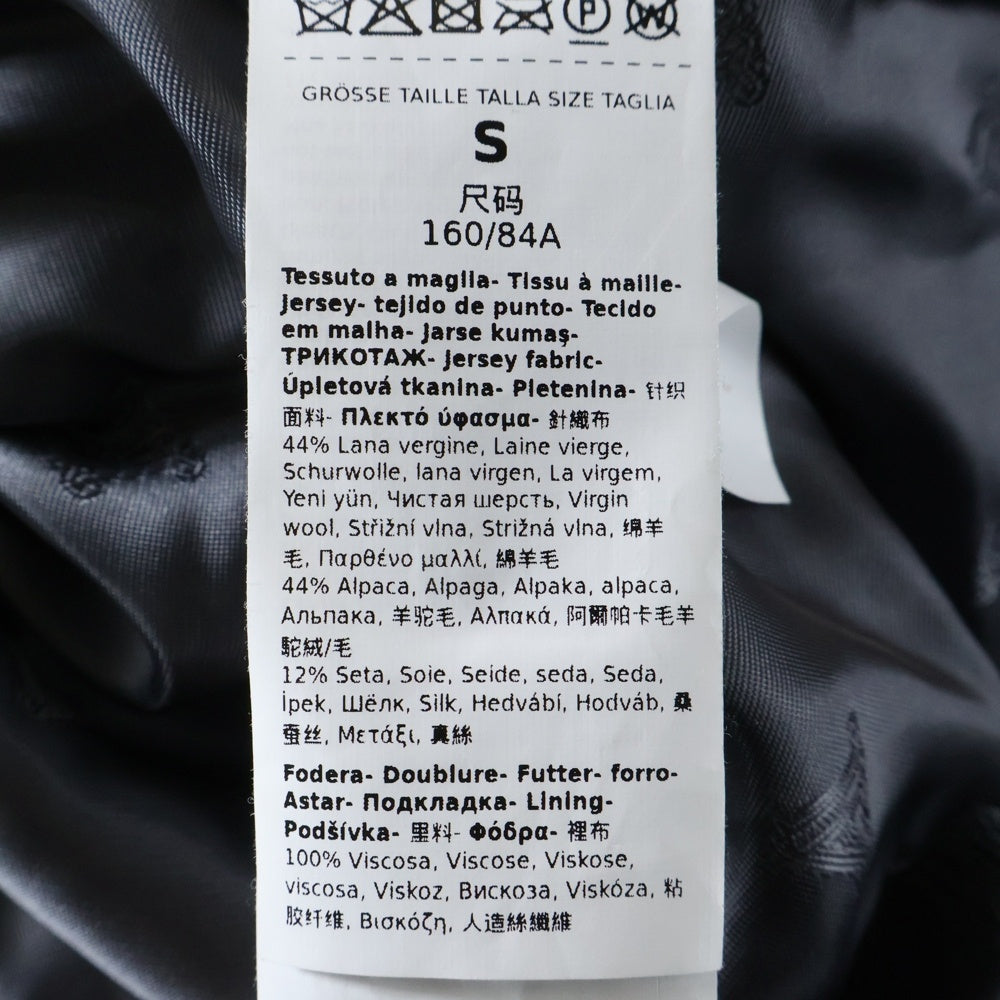 P W
GRÖSSE TAILLE TALLA SIZE TAGLIA
S
尺码
160/84A
Tessuto a maglia- Tissu à maille-
Jersey- tejido de punto- Tecido
em malha- Jarse kumaş-
ТРИКОТАЖ- Jersey fabric-
Úpletová tkanina- Pletenina- 针织
面料- Πλεκτό ύφασμα- 針織布
44% Lana vergine, Laine vierge,
Schurwolle, lana virgen, La virgem,
Yeni yün, Чистая шерсть, Virgin
wool, Střižní vlna, Strižná vlna, 绵羊
毛, Παρθένο μαλλί, 綿羊毛
44% Alpaca, Alpaga, Alpaka, alpaca,
Альпака, 羊驼毛, Αλπακά, 阿爾帕卡毛羊
駝絨/毛
12% Seta, Soie, Seide, seda, Seda,
İpek, Шёлк, Silk, Hedvábí, Hodváb, 桑
蚕丝, Μετάξι, 真絲
Fodera- Doublure- Futter- forro-
Astar- Подкладка- Lining-
Podšívka- 里料- Φόδρα- 裡布
100% Viscosa, Viscose, Viskose,
viscosa, Viskoz, Вискоза, Viskóza, 粘
胶纤维, Βισκόζη, 人造絲纖維